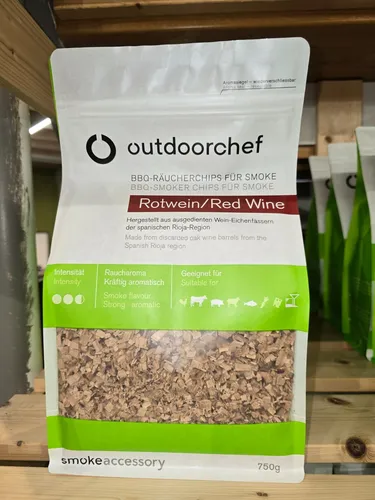 outdoorchef
BBQ-RÄUCHERCHIPS FÜR SMOKE
BBQ-SMOKER CHIPS FÜR SMOKE
Rotwein/Red Wine
Hergestellt aus ausgedienten Wein-Eichenfässern
der spanischen Rioja-Region
Made from discarded oak wine barrels from the
Spanish Rioja region
Intensität
Intensity
Raucharoma
Kräftig aromatisch
Smoke flavour
Strong aromatic
Geeignet für
Suitable for
smokeaccessory
750g